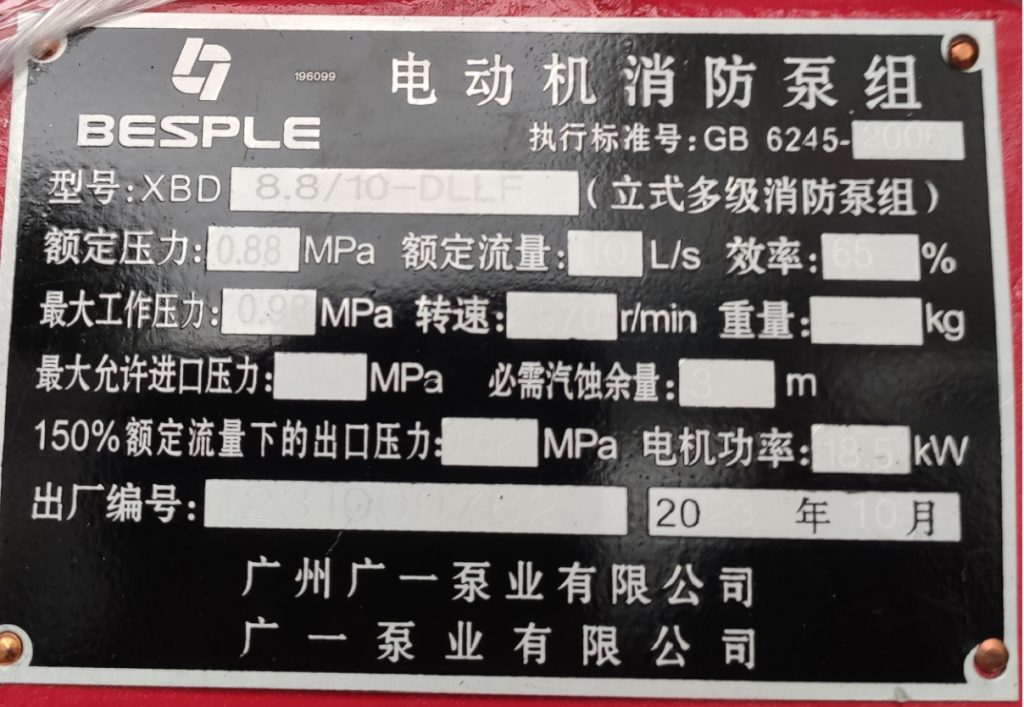 196099
电动机消防泵组
BESPLE
执行标准号:GB 6245-2006
型号:XBD 8.8/10-DLLF (立式多级消防泵组)
额定压力: 0.88 MPa 额定流量: 10 L/s 效率: 65 %
最大工作压力: 0.98 MPa 转速: r/min 重量: kg
最大允许进口压力: MPa 必需汽蚀余量: 3 m
150%额定流量下的出口压力: MPa 电机功率: 18.5 kW
出厂编号: 20 23 年 10 月
广州广一泵业有限公司
广一泵业有限公司